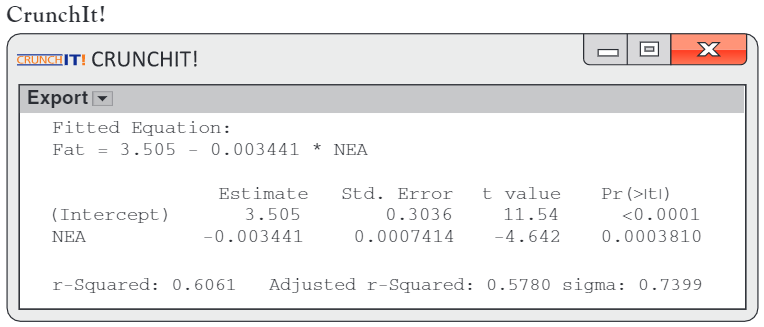 CrunchIt!
CRUNCHIT! CRUNCHIT!
Export
Fitted Equation:
Fat = 3.505 − 0.003441 * NEA
Estimate Std. Error t value Pr(>|t|)
(Intercept) 3.505 0.3036 11.54 <0.0001
NEA −0.003441 0.0007414 −4.642 0.0003810
r-Squared: 0.6061 Adjusted r-Squared: 0.5780 sigma: 0.7399